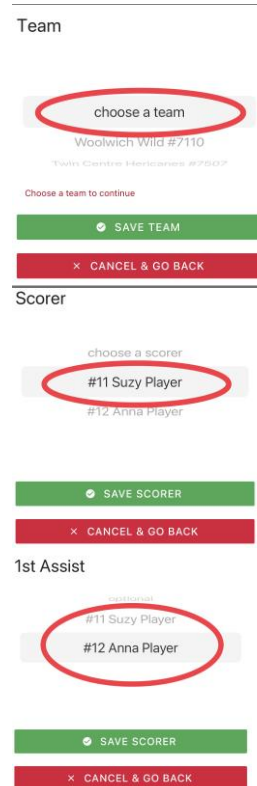 Team
choose a team
Woolwich Wild #7110
Twin Centre Hericanes #7507
Choose a team to continue
SAVE TEAM
× CANCEL & GO BACK
Scorer
choose a scorer
#11 Suzy Player
#12 Anna Player
SAVE SCORER
× CANCEL & GO BACK
1st Assist
optional
#11 Suzy Player
#12 Anna Player
SAVE SCORER
× CANCEL & GO BACK